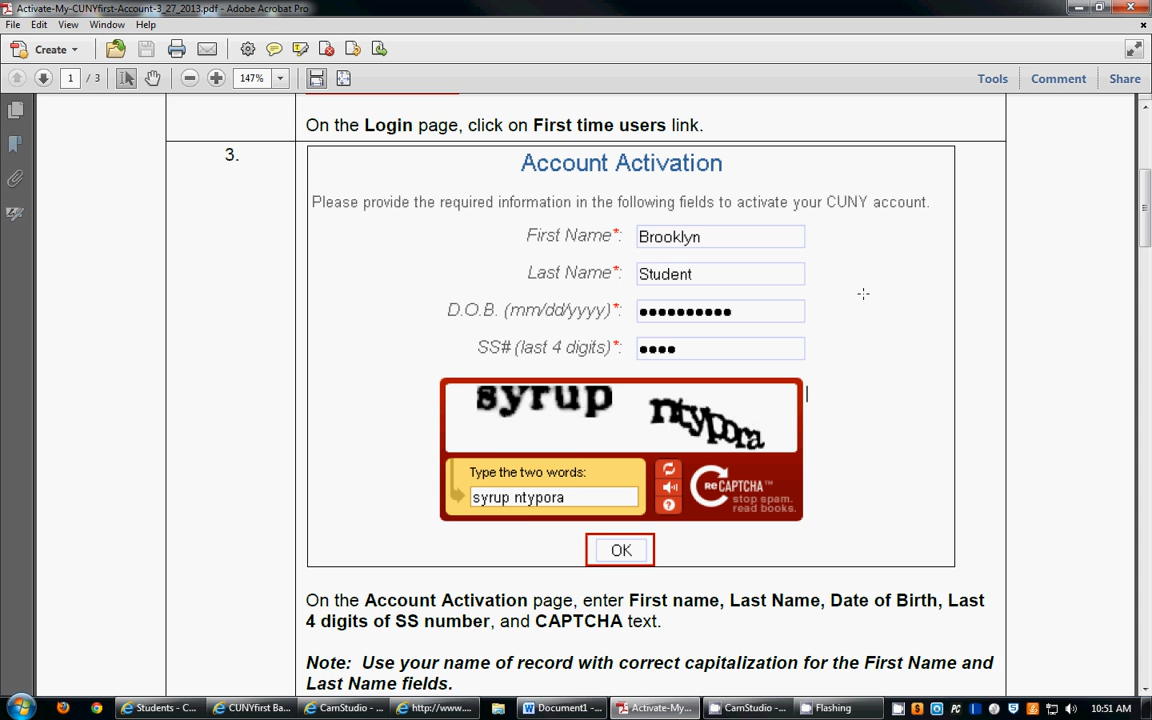 Activate-My-CUNYfirst-Account-3_27_2013.pdf - Adobe Acrobat Pro
File Edit View Window Help
Create
1 / 3 147% Tools Comment Share
On the Login page, click on First time users link.
3.
Account Activation
Please provide the required information in the following fields to activate your CUNY account.
First Name*: Brooklyn
Last Name*: Student
D.O.B. (mm/dd/yyyy)*: ••••••••••
SS# (last 4 digits)*: ••••
syrup ntypora
Type the two words:
syrup ntypora
reCAPTCHA™
stop spam.
read books.
OK
On the Account Activation page, enter First name, Last Name, Date of Birth, Last
4 digits of SS number, and CAPTCHA text.
Note: Use your name of record with correct capitalization for the First Name and
Last Name fields.
Students - C... CUNYfirst Ba... CamStudio - ... http://www.... Document1 - ... Activate-My... CamStudio -... Flashing PC 10:51 AM